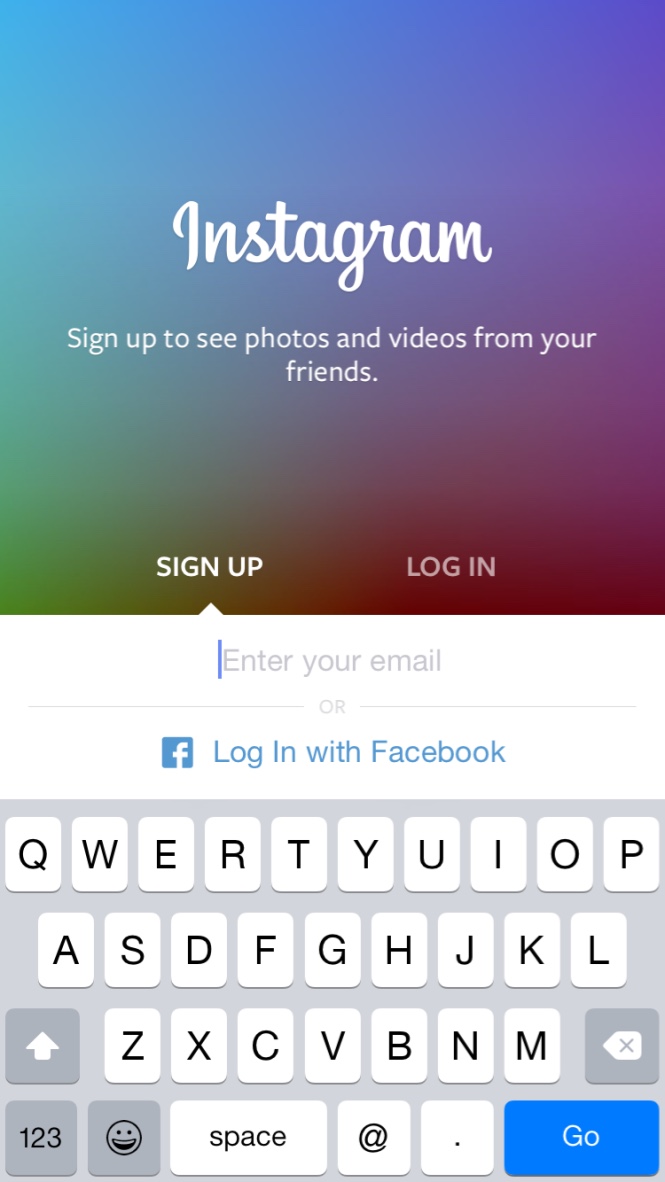 Instagram
Sign up to see photos and videos from your
friends.
SIGN UP LOG IN
Enter your email
OR
Log In with Facebook
Q W E R T Y U I O P
A S D F G H J K L
Z X C V B N M
123 space @ . Go